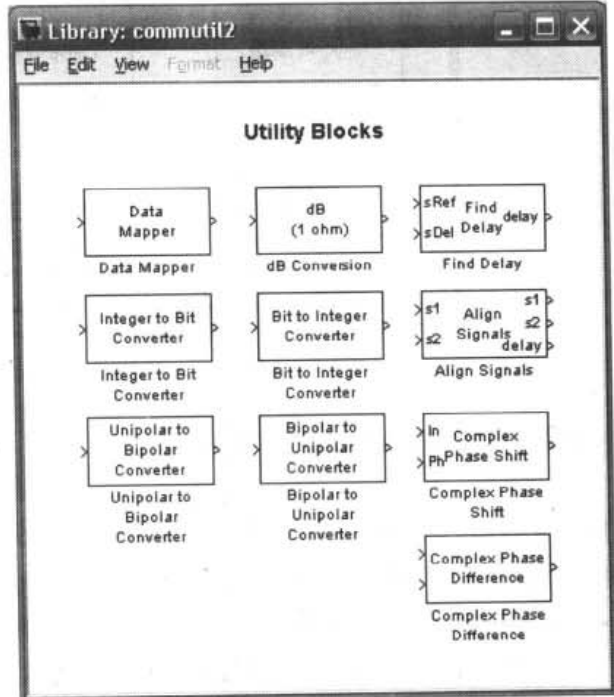 Library: commutil2
File Edit View Format Help
Utility Blocks
Data
Mapper
Data Mapper
dB
(1 ohm)
dB Conversion
sRef
sDel
Find
Delay
delay
Find Delay
Integer to Bit
Converter
Integer to Bit
Converter
Bit to Integer
Converter
Bit to Integer
Converter
s1
s2
Align
Signals
s1
s2
delay
Align Signals
Unipolar to
Bipolar
Converter
Unipolar to
Bipolar
Converter
Bipolar to
Unipolar
Converter
Bipolar to
Unipolar
Converter
In
Ph
Complex
Phase Shift
Complex Phase
Shift
Complex Phase
Difference
Complex Phase
Difference